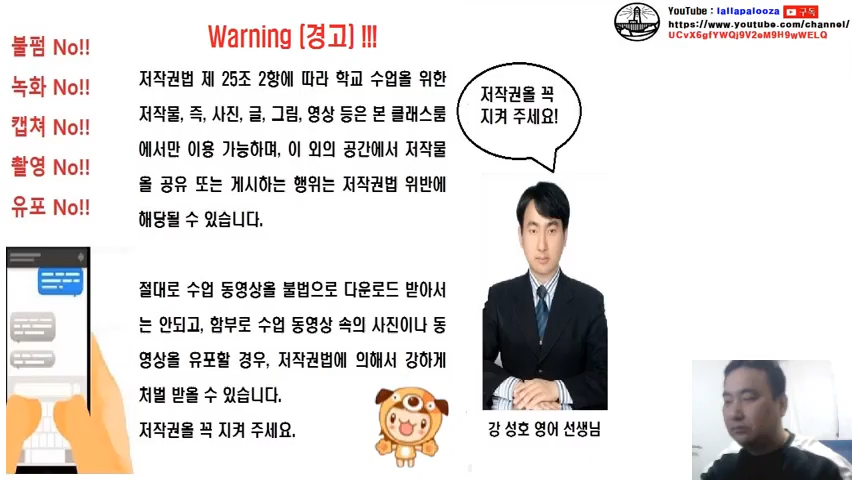 불펌 No!!
녹화 No!!
캡쳐 No!!
촬영 No!!
유포 No!!
Warning (경고) !!!
저작권법 제 25조 2항에 따라 학교 수업을 위한
저작물, 즉, 사진, 글, 그림, 영상 등은 본 클래스룸
에서만 이용 가능하며, 이 외의 공간에서 저작물
을 공유 또는 게시하는 행위는 저작권법 위반에
해당될 수 있습니다.
절대로 수업 동영상을 불법으로 다운로드 받아서
는 안되고, 함부로 수업 동영상 속의 사진이나 동
영상을 유포할 경우, 저작권법에 의해서 강하게
처벌 받을 수 있습니다.
저작권을 꼭 지켜 주세요.
저작권을 꼭
지켜 주세요!
강 성호 영어 선생님
YouTube : lallapalooza 구독
https://www.youtube.com/channel/
UCvX6gfYWQj9V2eM9H9wWELQ